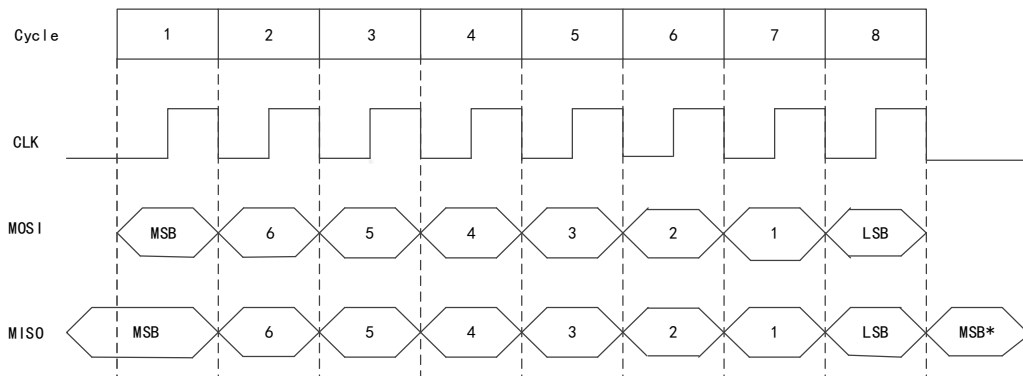 Cycle 1 2 3 4 5 6 7 8
CLK
MOSI MSB 6 5 4 3 2 1 LSB
MISO MSB 6 5 4 3 2 1 LSB MSB*